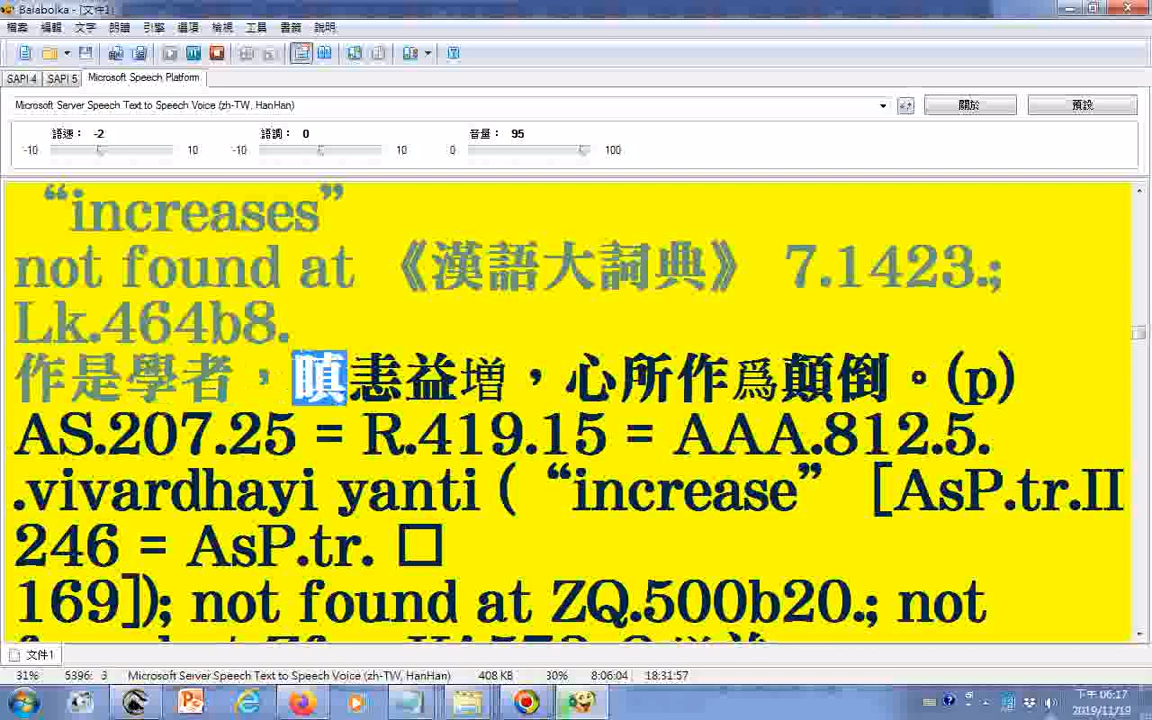 Balabolka - [文件1]
檔案 編輯 文字 朗讀 引擎 選項 檢視 工具 書籤 說明
SAPI 4 SAPI 5 Microsoft Speech Platform
Microsoft Server Speech Text to Speech Voice (zh-TW, HanHan) 關於 預設
語速： -2 語調： 0 音量： 95
-10 10 -10 10 0 100
“increases”
not found at 《漢語大詞典》 7.1423.;
Lk.464b8.
作是學者，瞋恚益增，心所作爲顛倒。(p)
AS.207.25 = R.419.15 = AAA.812.5.
.vivardhayi yanti (“increase” [AsP.tr.II
246 = AsP.tr. □
169]); not found at ZQ.500b20.; not
文件1
31% 5396: 3 Microsoft Server Speech Text to Speech Voice (zh-TW, HanHan) 408 KB 30% 8:06:04 18:31:57
下午 06:17
2019/11/19